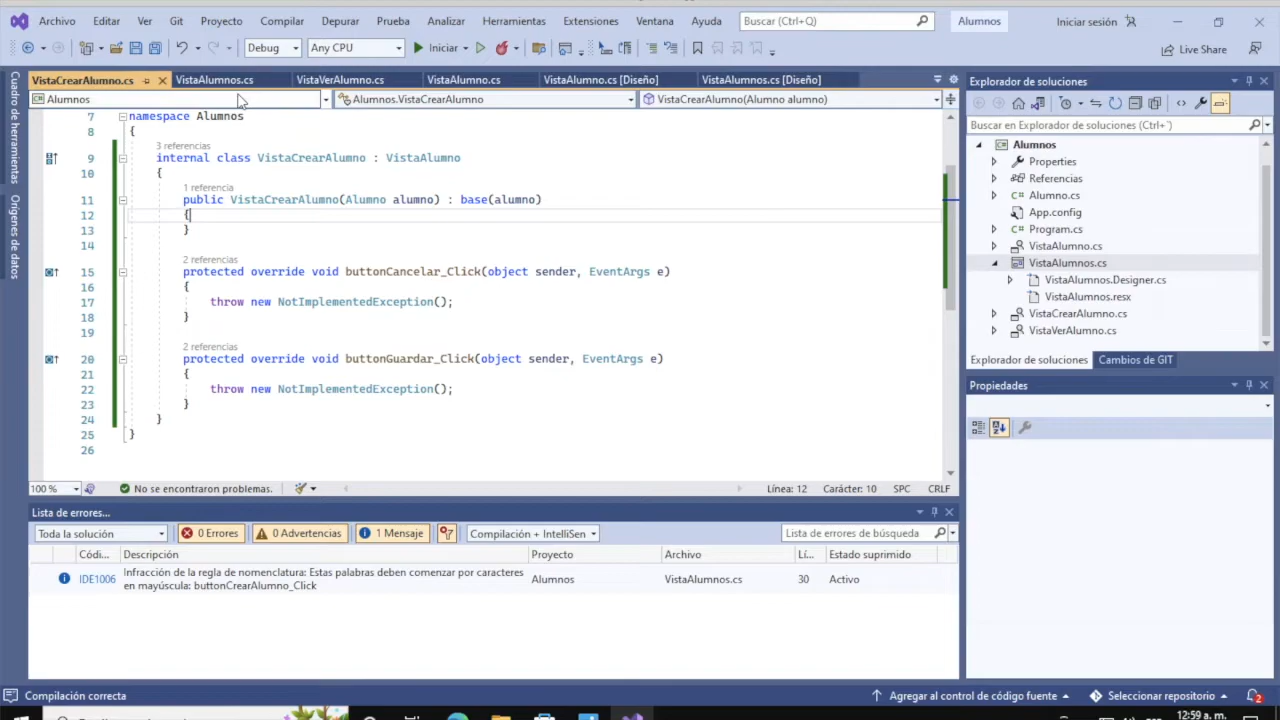 Archivo Editar Ver Git Proyecto Compilar Depurar Prueba Analizar Herramientas Extensiones Ventana Ayuda Buscar (Ctrl+Q) Alumnos Iniciar sesión
Debug Any CPU Iniciar Live Share
VistaCrearAlumno.cs VistaAlumnos.cs VistaVerAlumno.cs VistaAlumno.cs VistaAlumno.cs [Diseño] VistaAlumnos.cs [Diseño]
Alumnos Alumnos.VistaCrearAlumno VistaCrearAlumno(Alumno alumno)
7 namespace Alumnos
8 {
3 referencias
9 internal class VistaCrearAlumno : VistaAlumno
10 {
1 referencia
11 public VistaCrearAlumno(Alumno alumno) : base(alumno)
12 {
13 }
14
2 referencias
15 protected override void buttonCancelar_Click(object sender, EventArgs e)
16 {
17 throw new NotImplementedException();
18 }
19
2 referencias
20 protected override void buttonGuardar_Click(object sender, EventArgs e)
21 {
22 throw new NotImplementedException();
23 }
24 }
25 }
26
100 % No se encontraron problemas. Línea: 12 Carácter: 10 SPC CRLF
Cuadro de herramientas
Orígenes de datos
Lista de errores...
Toda la solución 0 Errores 0 Advertencias 1 Mensaje Compilación + IntelliSen Lista de errores de búsqueda
Códi... Descripción Proyecto Archivo Lí... Estado suprimido
IDE1006 Infracción de la regla de nomenclatura: Estas palabras deben comenzar por caracteres en mayúscula: buttonCrearAlumno_Click Alumnos VistaAlumnos.cs 30 Activo
Explorador de soluciones
Buscar en Explorador de soluciones (Ctrl+´)
Alumnos
Properties
Referencias
Alumno.cs
App.config
Program.cs
VistaAlumno.cs
VistaAlumnos.cs
VistaAlumnos.Designer.cs
VistaAlumnos.resx
VistaCrearAlumno.cs
VistaVerAlumno.cs
Explorador de soluciones Cambios de GIT
Propiedades
Compilación correcta Agregar al control de código fuente Seleccionar repositorio 2
12:59 a. m.